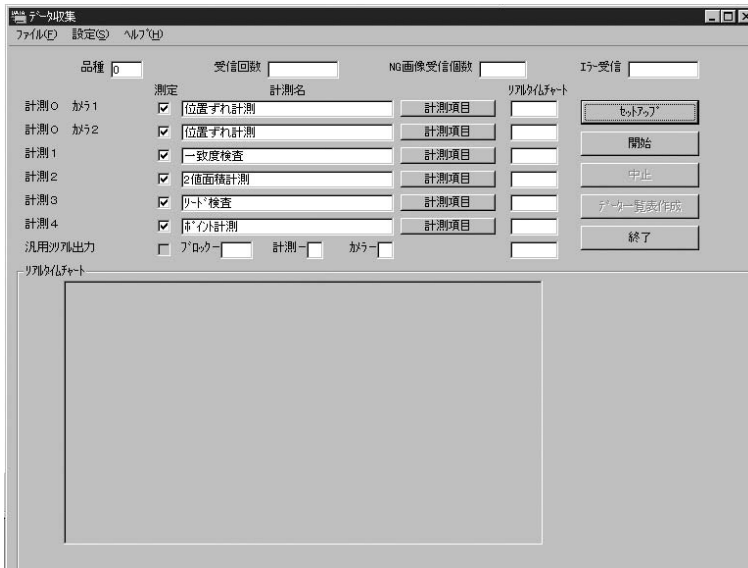 データ収集
ファイル(F) 設定(S) ヘルプ(H)
品種 0 受信回数 NG画像受信個数 エラー受信
測定 計測名 リアルタイムチャート
計測0 カメラ1 位置ずれ計測 計測項目 セットアップ
計測0 カメラ2 位置ずれ計測 計測項目 開始
計測1 一致度検査 計測項目
計測2 2値面積計測 計測項目 中止
計測3 リード検査 計測項目 データ一覧表作成
計測4 ポイント計測 計測項目 終了
汎用シリアル出力 ブロックー 計測ー カメラー
リアルタイムチャート